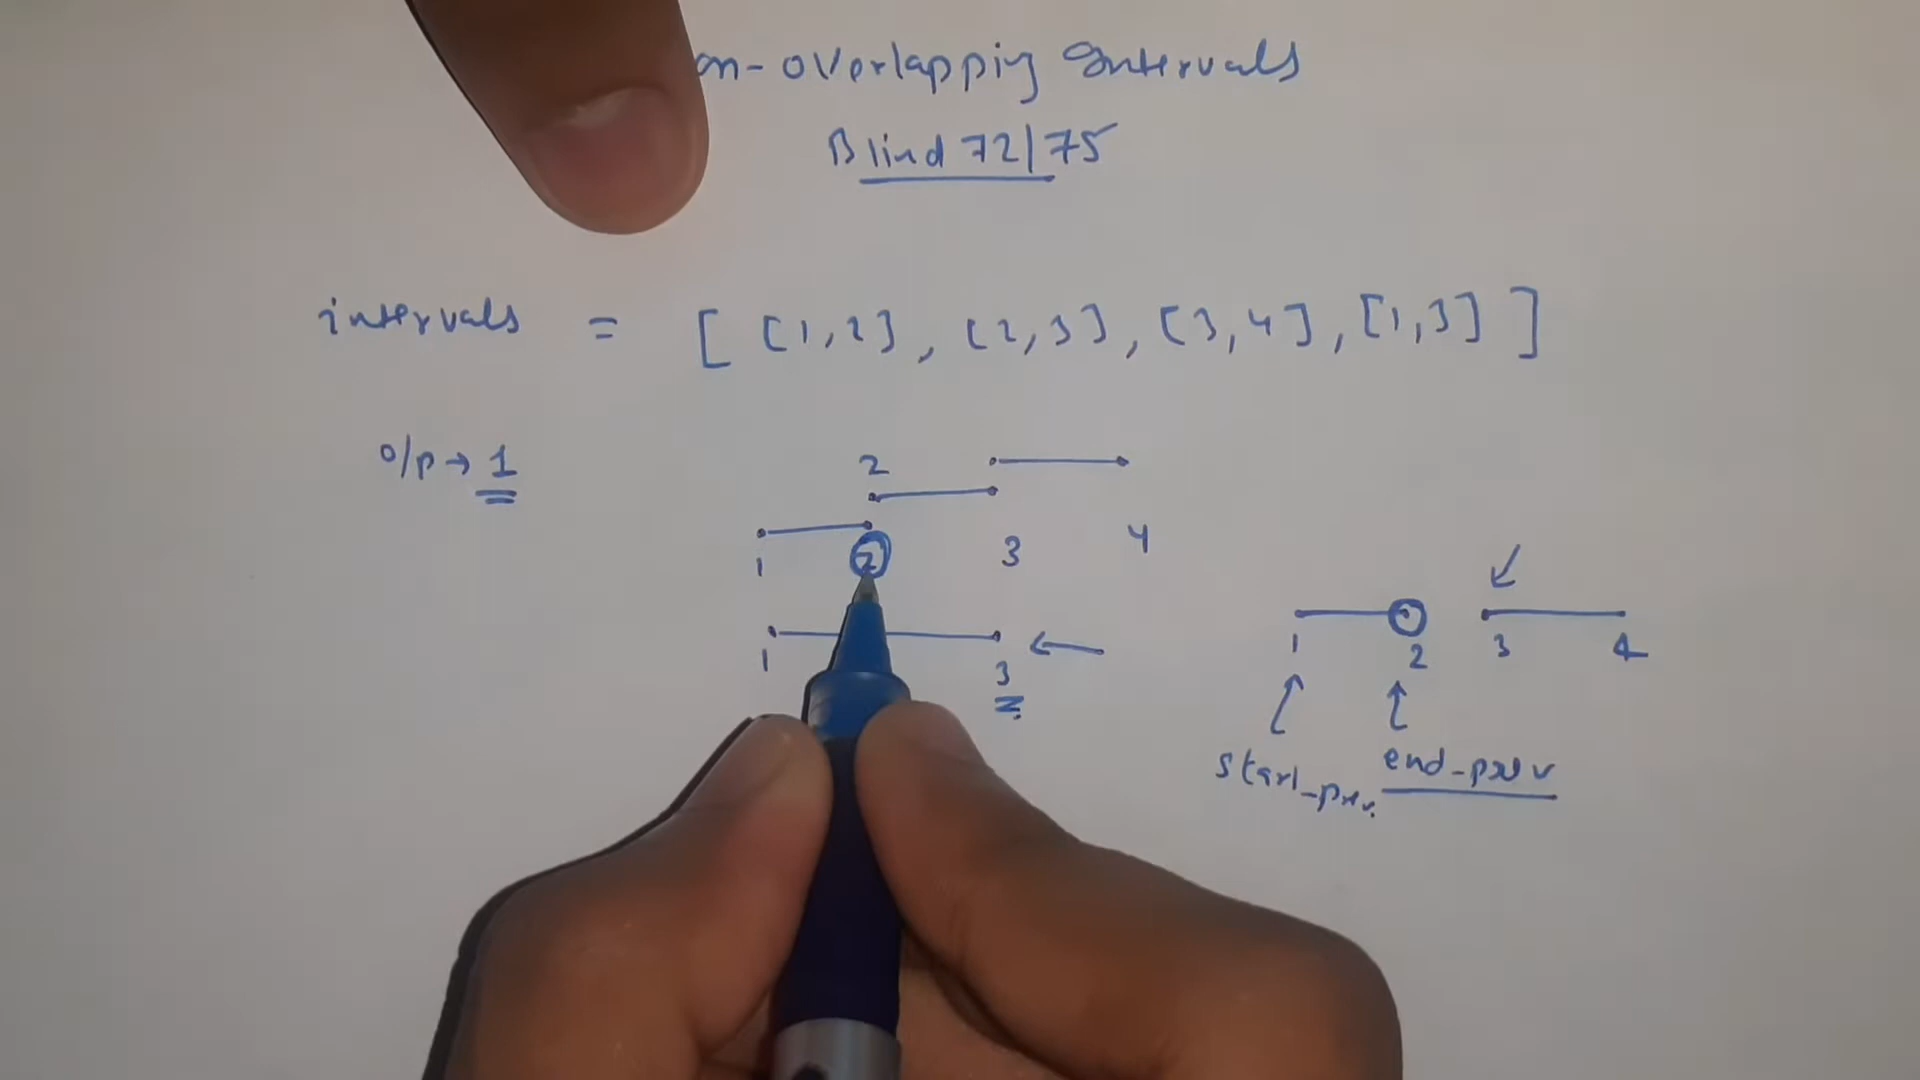 on-overlapping Intervals
Blind 72/75
intervals = [ [1,2], [2,3], [3,4], [1,3] ]
o/p → 1
2
1 2 3 4
1 3
1 2 3 4
start_prev. end_prev